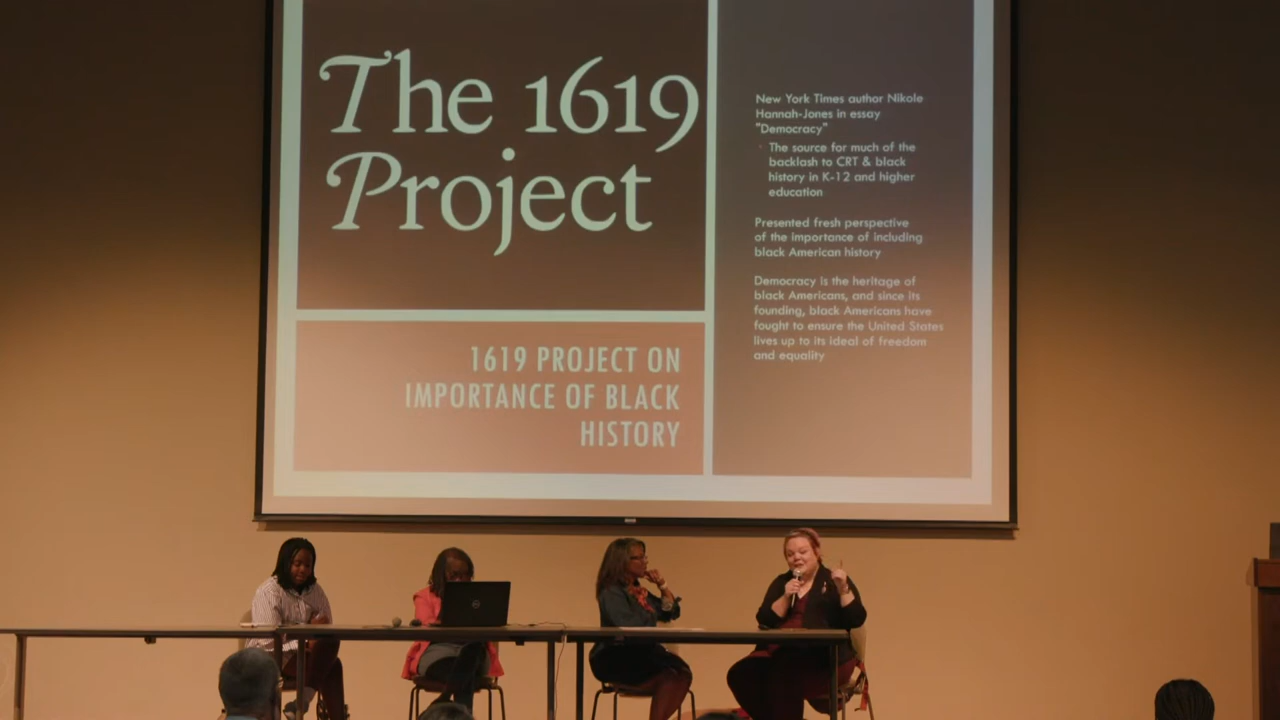 The 1619
Project
1619 PROJECT ON
IMPORTANCE OF BLACK
HISTORY
New York Times author Nikole
Hannah-Jones in essay
"Democracy"
The source for much of the
backlash to CRT & black
history in K-12 and higher
education
Presented fresh perspective
of the importance of including
black American history
Democracy is the heritage of
black Americans, and since its
founding, black Americans have
fought to ensure the United States
lives up to its ideal of freedom
and equality